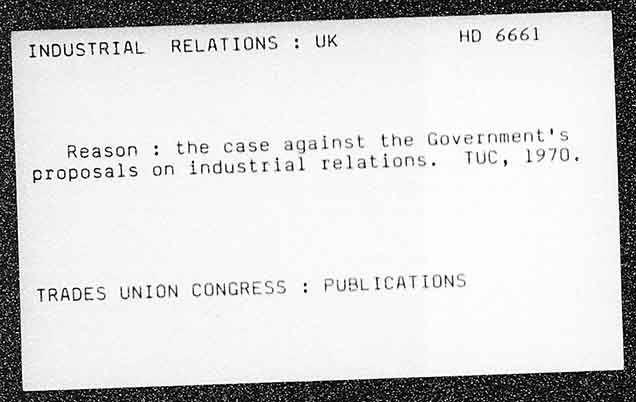 INDUSTRIAL RELATIONS : UK HD 6661
Reason : the case against the Government's
proposals on industrial relations. TUC, 1970.
TRADES UNION CONGRESS : PUBLICATIONS